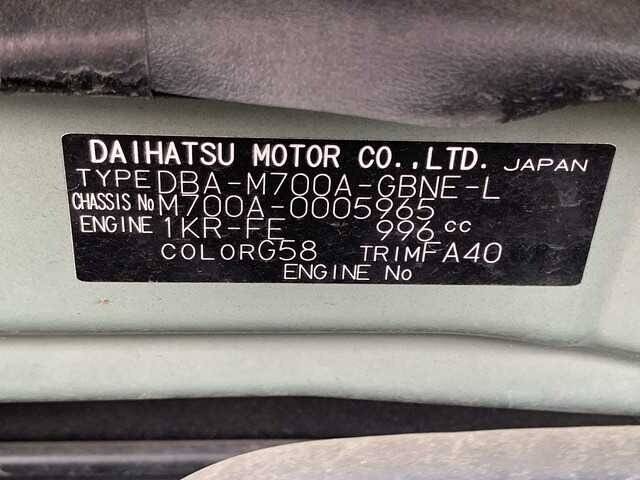 DAIHATSU MOTOR CO.,LTD. JAPAN
TYPE DBA-M700A-GBNE-L
CHASSIS No M700A-0005965
ENGINE 1KR-FE 996 cc
COLOR G58 TRIM FA40
ENGINE No